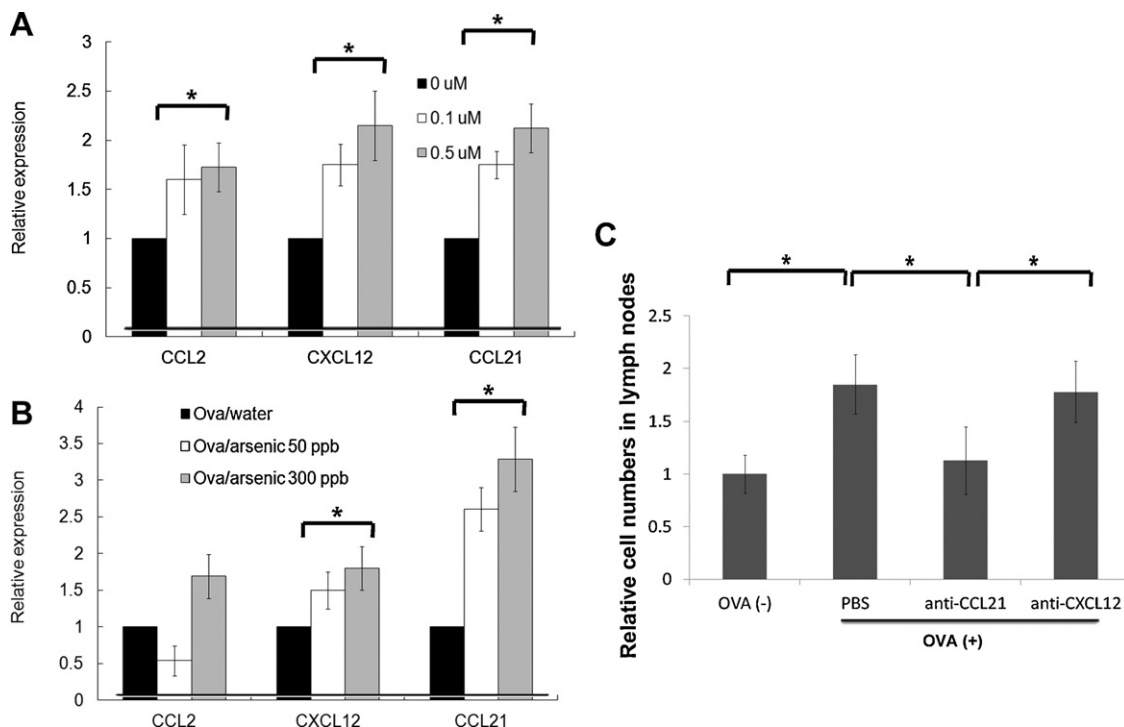 A
Relative expression
3
2.5
2
1.5
1
0.5
0
*
*
*
0 uM
0.1 uM
0.5 uM
CCL2 CXCL12 CCL21
B
Relative expression
4
3.5
3
2.5
2
1.5
1
0.5
0
Ova/water
Ova/arsenic 50 ppb
Ova/arsenic 300 ppb
*
*
CCL2 CXCL12 CCL21
C
Relative cell numbers in lymph nodes
* * *
2.5
2
1.5
1
0.5
0
OVA (-) PBS anti-CCL21 anti-CXCL12
OVA (+)